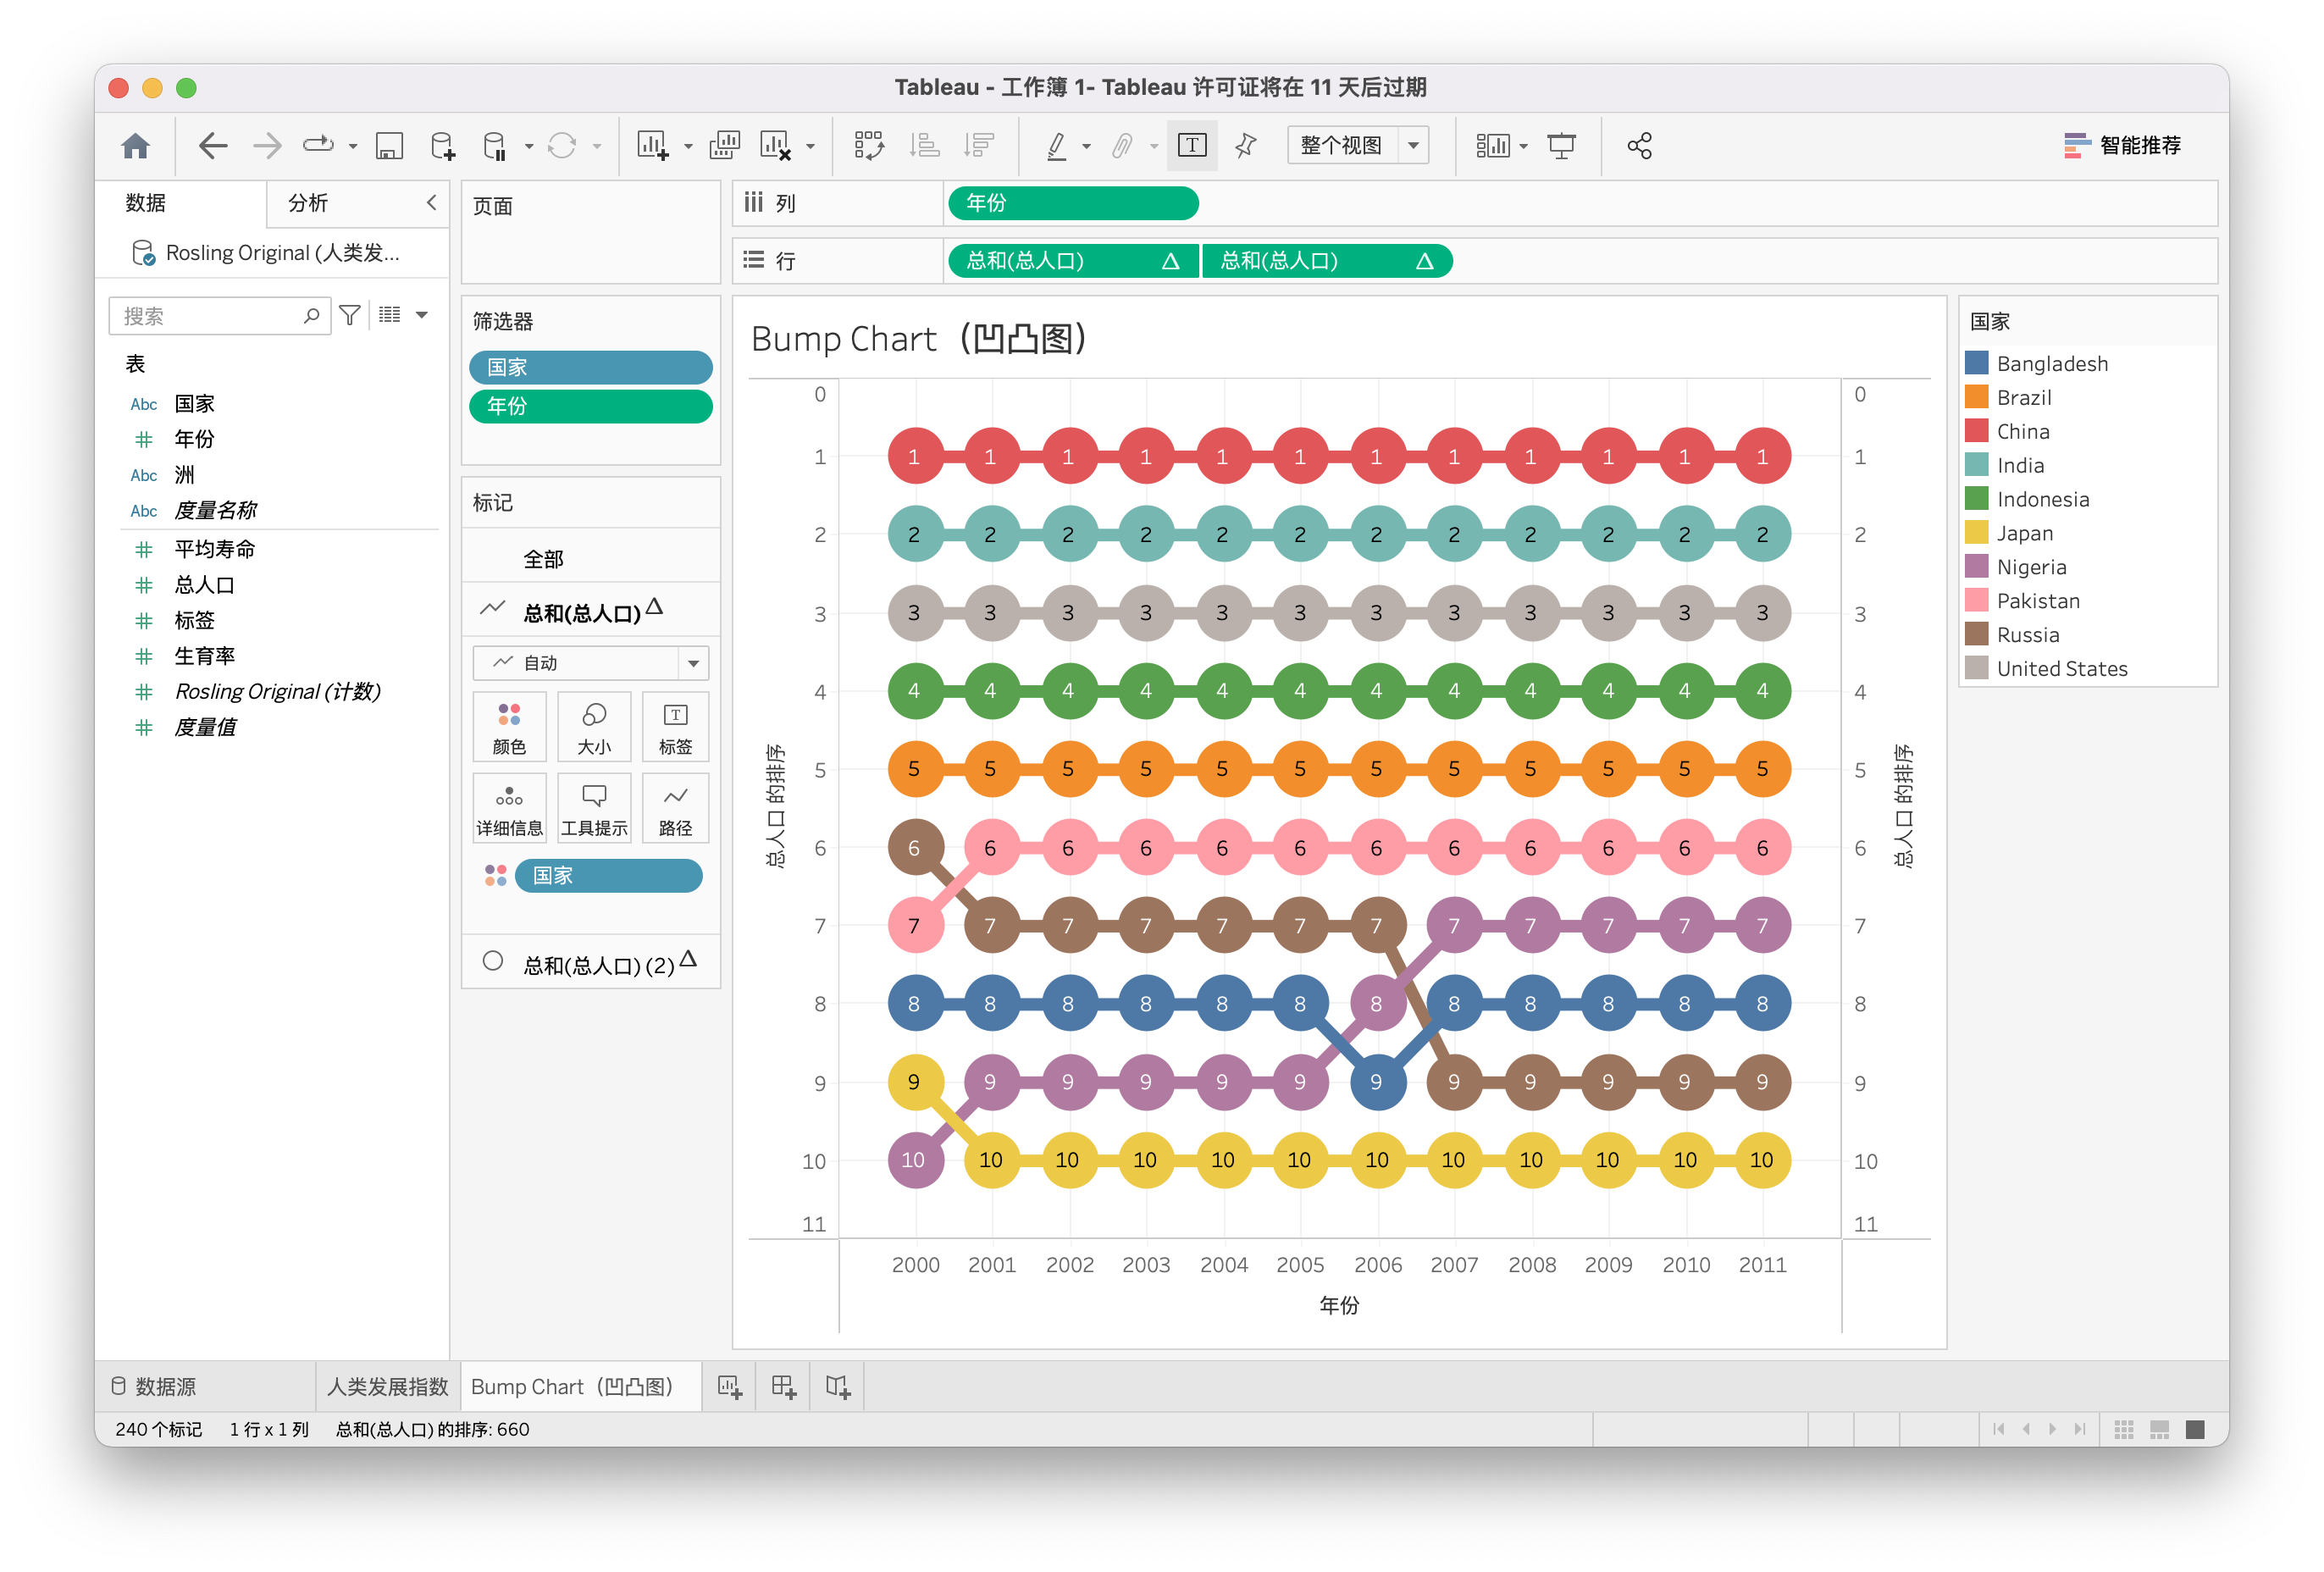 Tableau - 工作簿 1- Tableau 许可证将在 11 天后过期
整个视图
智能推荐
数据
分析
Rosling Original (人类发...
搜索
表
Abc 国家
年份
Abc 洲
Abc 度量名称
平均寿命
总人口
标签
生育率
Rosling Original (计数)
度量值
页面
筛选器
国家
年份
标记
全部
总和(总人口)
自动
颜色
大小
T
标签
详细信息
工具提示
路径
国家
总和(总人口) (2)
列
年份
行
总和(总人口)
总和(总人口)
Bump Chart（凹凸图）
0 0
1 1 1 1 1 1 1 1 1 1 1 1 1 1
2 2 2 2 2 2 2 2 2 2 2 2 2 2
3 3 3 3 3 3 3 3 3 3 3 3 3 3
4 4 4 4 4 4 4 4 4 4 4 4 4 4
5 5 5 5 5 5 5 5 5 5 5 5 5 5
6 6 6 6 6 6 6 6 6 6 6 6 6 6
7 7 7 7 7 7 7 7 7 7 7 7 7 7
8 8 8 8 8 8 8 8 8 8 8 8 8 8
9 9 9 9 9 9 9 9 9 9 9 9 9 9
10 10 10 10 10 10 10 10 10 10 10 10 10 10
11 11
总人口 的排序
总人口 的排序
2000 2001 2002 2003 2004 2005 2006 2007 2008 2009 2010 2011
年份
国家
Bangladesh
Brazil
China
India
Indonesia
Japan
Nigeria
Pakistan
Russia
United States
数据源
人类发展指数
Bump Chart（凹凸图）
240 个标记 1 行 x 1 列 总和(总人口) 的排序: 660